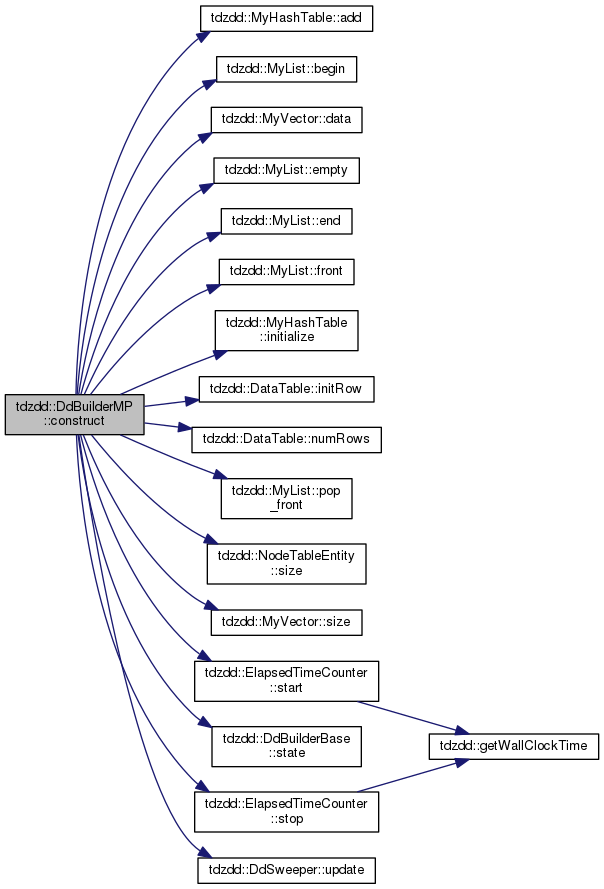 tdzdd::MyHashTable::add
tdzdd::MyList::begin
tdzdd::MyVector::data
tdzdd::MyList::empty
tdzdd::MyList::end
tdzdd::MyList::front
tdzdd::MyHashTable
::initialize
tdzdd::DataTable::initRow
tdzdd::DdBuilderMP
::construct
tdzdd::DataTable::numRows
tdzdd::MyList::pop
_front
tdzdd::NodeTableEntity
::size
tdzdd::MyVector::size
tdzdd::ElapsedTimeCounter
::start
tdzdd::DdBuilderBase
::state
tdzdd::getWallClockTime
tdzdd::ElapsedTimeCounter
::stop
tdzdd::DdSweeper::update